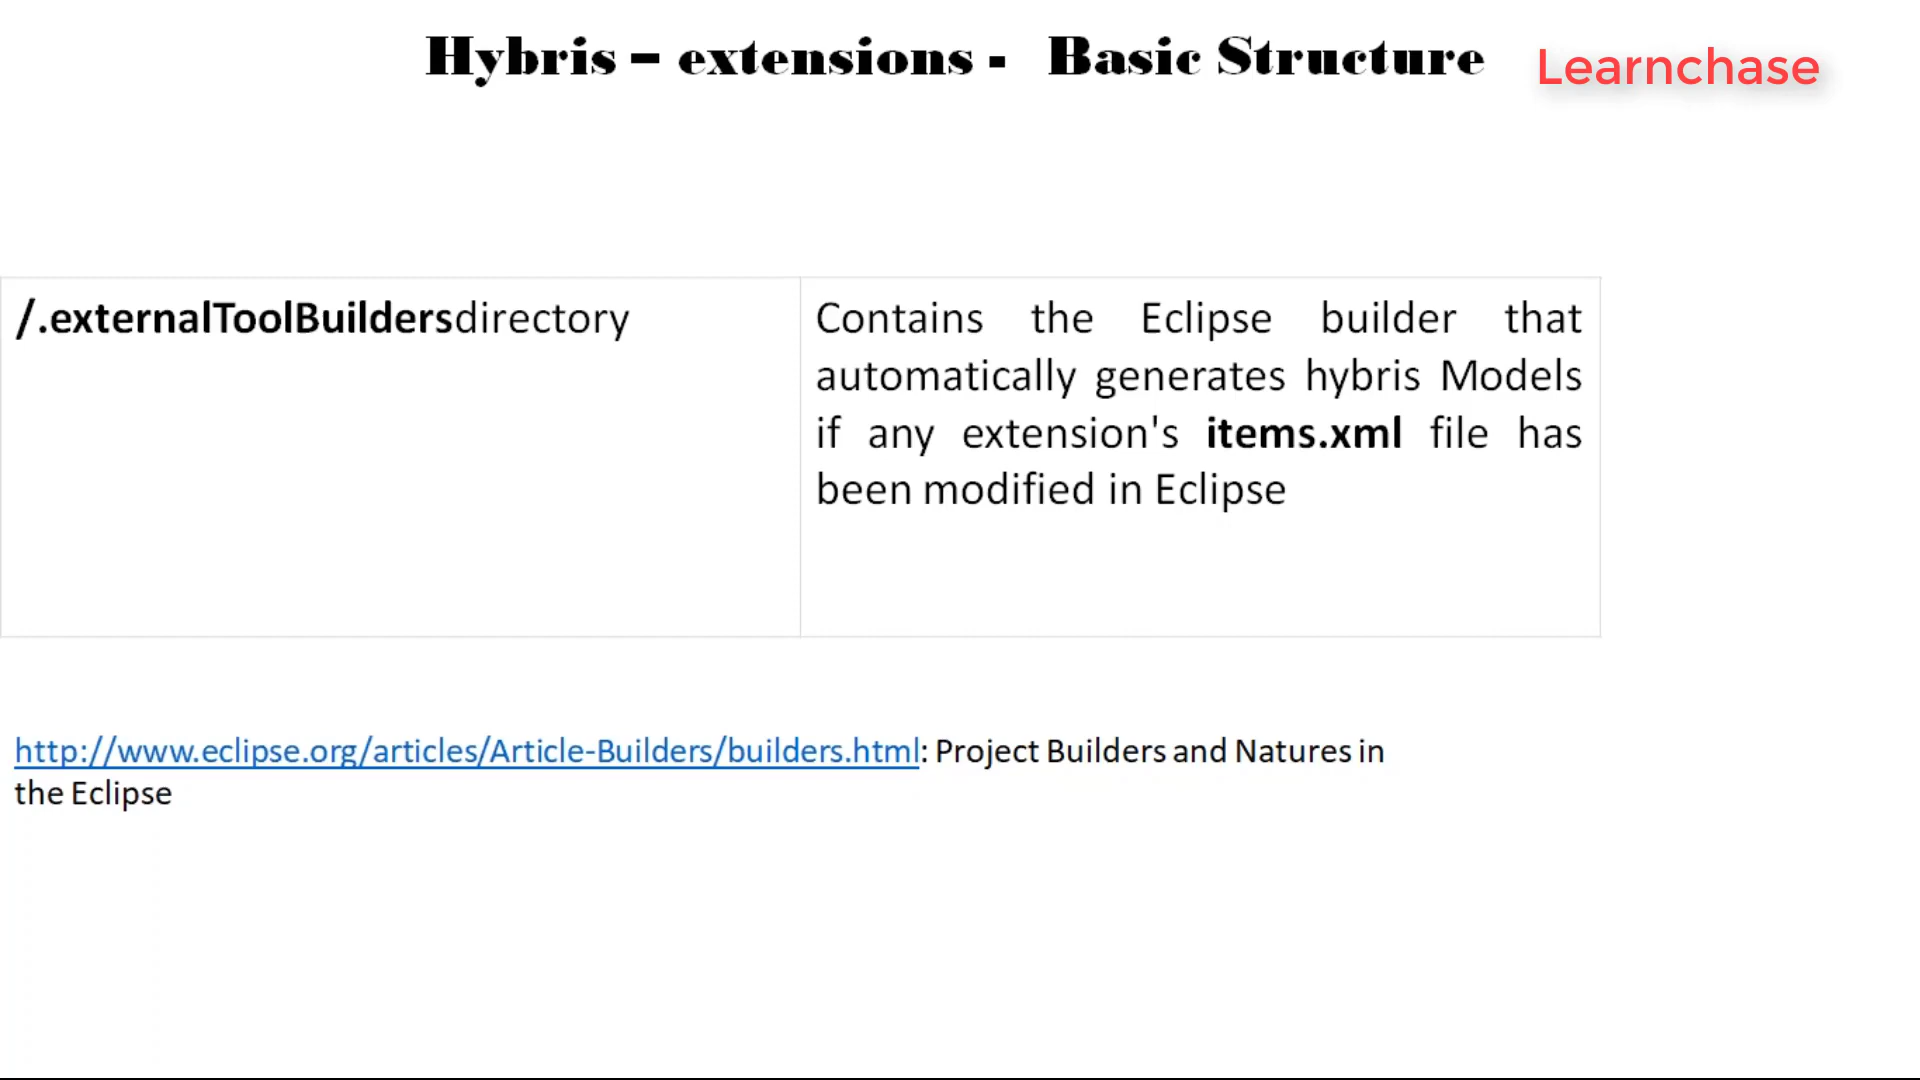 Hybris – extensions - Basic Structure
Learnchase
/.externalToolBuildersdirectory
Contains the Eclipse builder that
automatically generates hybris Models
if any extension's items.xml file has
been modified in Eclipse
http://www.eclipse.org/articles/Article-Builders/builders.html: Project Builders and Natures in
the Eclipse